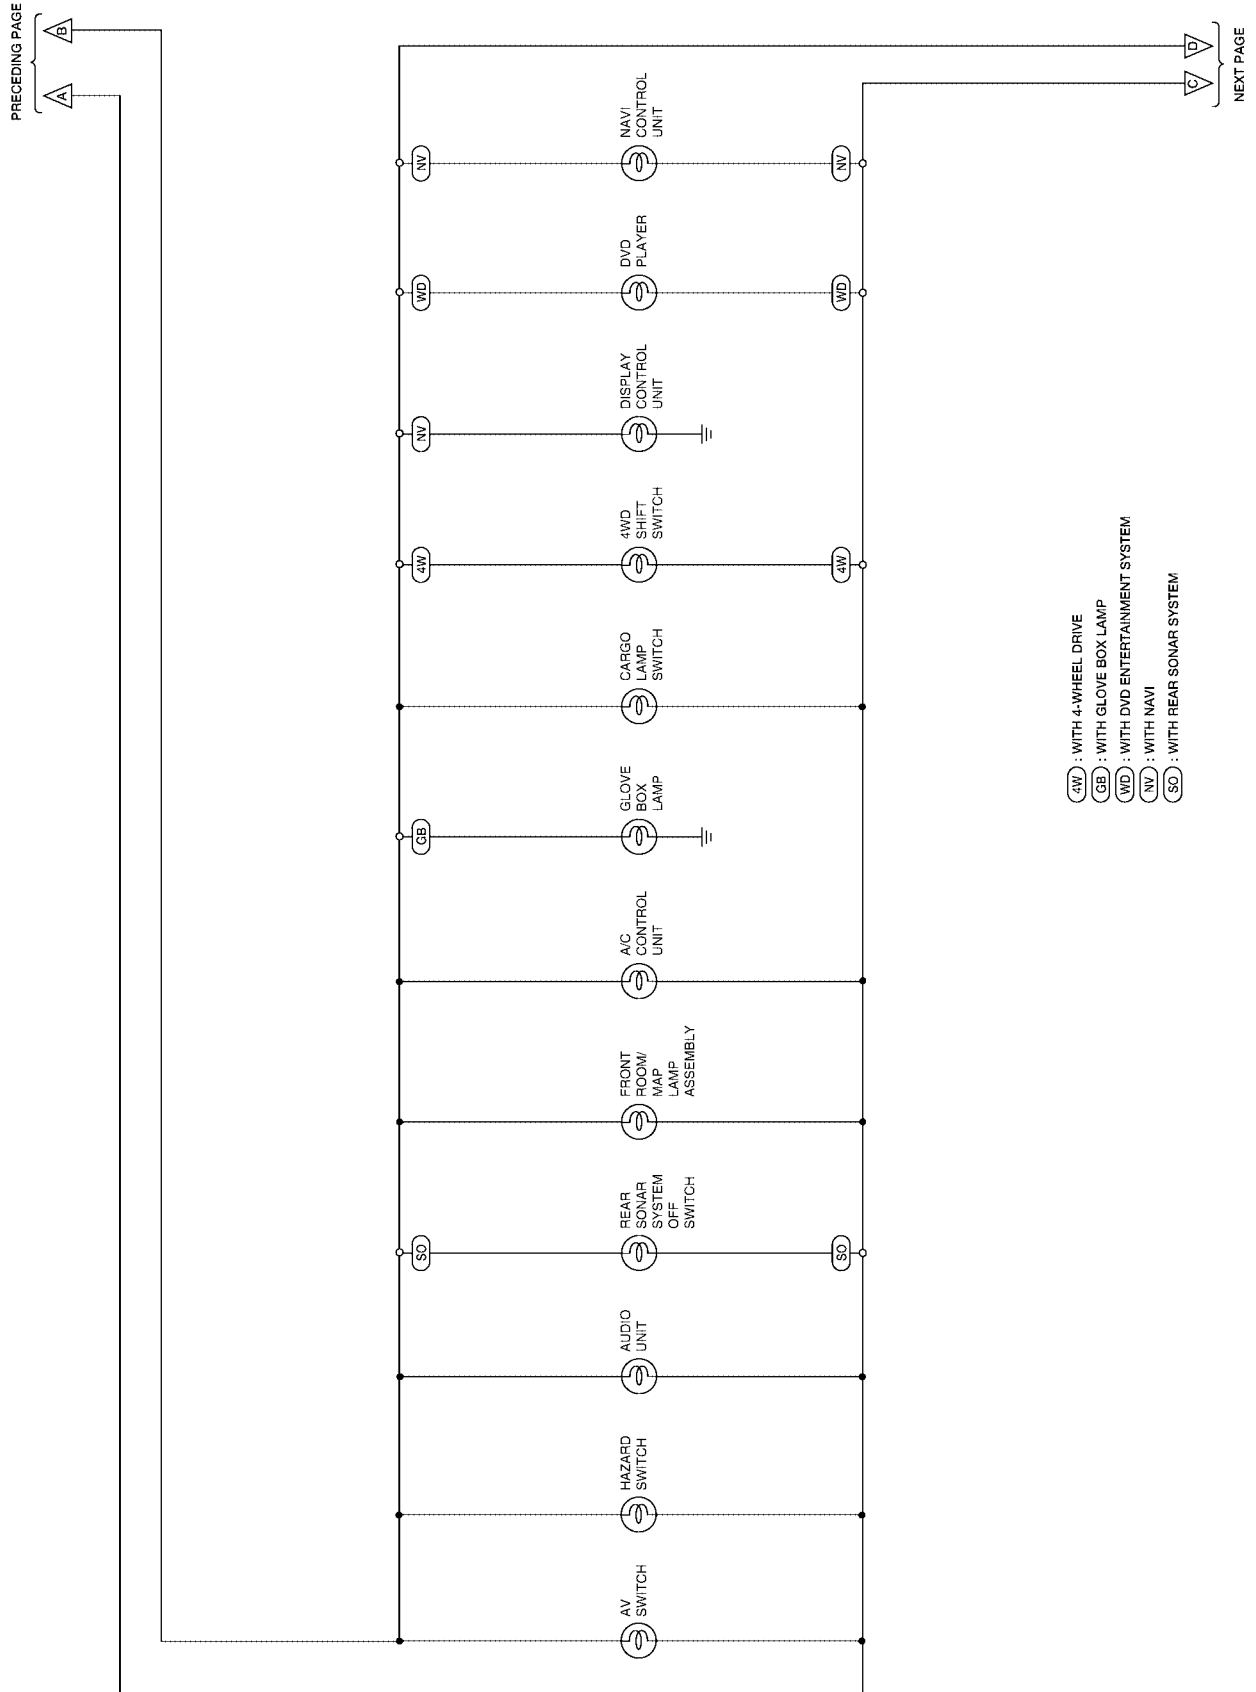 PRECEDING PAGE
A
B
AV
SWITCH
HAZARD
SWITCH
AUDIO
UNIT
SO
REAR
SONAR
SYSTEM
OFF
SWITCH
SO
FRONT
ROOM/
MAP
LAMP
ASSEMBLY
A/C
CONTROL
UNIT
GB
GLOVE
BOX
LAMP
CARGO
LAMP
SWITCH
4W
4WD
SHIFT
SWITCH
4W
NV
DISPLAY
CONTROL
UNIT
WD
DVD
PLAYER
WD
NV
NAVI
CONTROL
UNIT
NV
4W : WITH 4-WHEEL DRIVE
GB : WITH GLOVE BOX LAMP
WD : WITH DVD ENTERTAINMENT SYSTEM
NV : WITH NAVI
SO : WITH REAR SONAR SYSTEM
D
C
NEXT PAGE